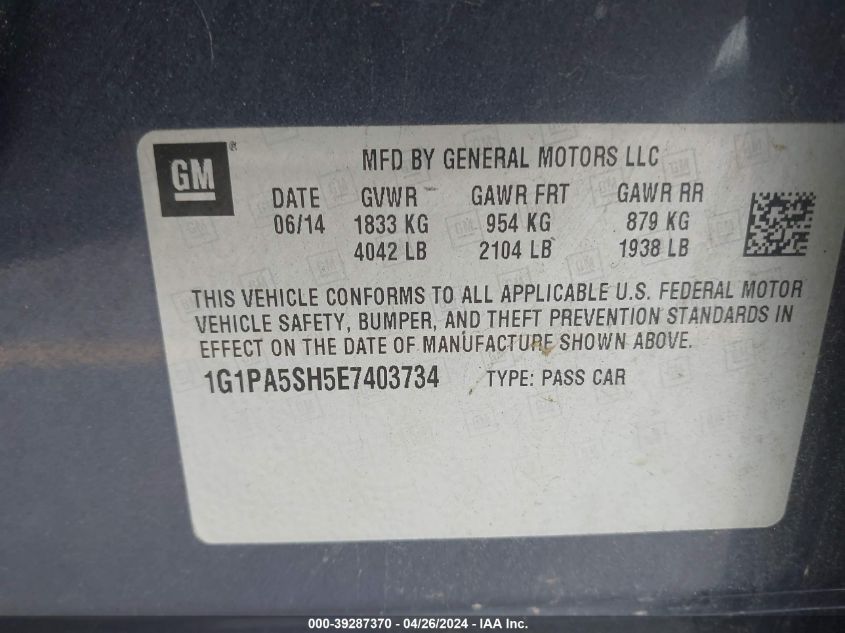 GM®
MFD BY GENERAL MOTORS LLC
DATE GVWR GAWR FRT GAWR RR
06/14 1833 KG 954 KG 879 KG
4042 LB 2104 LB 1938 LB
THIS VEHICLE CONFORMS TO ALL APPLICABLE U.S. FEDERAL MOTOR
VEHICLE SAFETY, BUMPER, AND THEFT PREVENTION STANDARDS IN
EFFECT ON THE DATE OF MANUFACTURE SHOWN ABOVE.
1G1PA5SH5E7403734 TYPE: PASS CAR
000-39287370 - 04/26/2024 - IAA Inc.